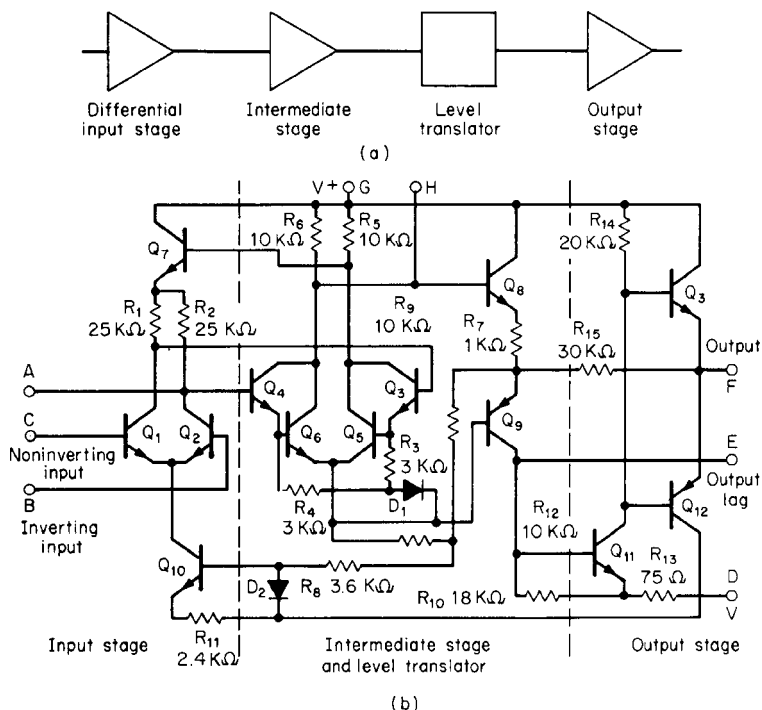 Differential
input stage
Intermediate
stage
Level
translator
Output
stage
(a)
V+ G H
R6
10 KΩ
R5
10 KΩ
R14
20 KΩ
Q7
Q8
Q3
R1
25 KΩ
R2
25 KΩ
R9
10 KΩ
R7
1 KΩ
R15
30 KΩ
Output
F
A
Q4
Q3
Q9
C
Noninverting
input
Q1
Q2
Q6
Q5
E
Output
lag
B
Inverting
input
R3
3 KΩ
R4
3 KΩ
D1
R12
10 KΩ
Q12
Q11
R13
75 Ω
D
V
Q10
D2
R8
3.6 KΩ
R10 18 KΩ
R11
2.4 KΩ
Input stage
Intermediate stage
and level translator
Output stage
(b)